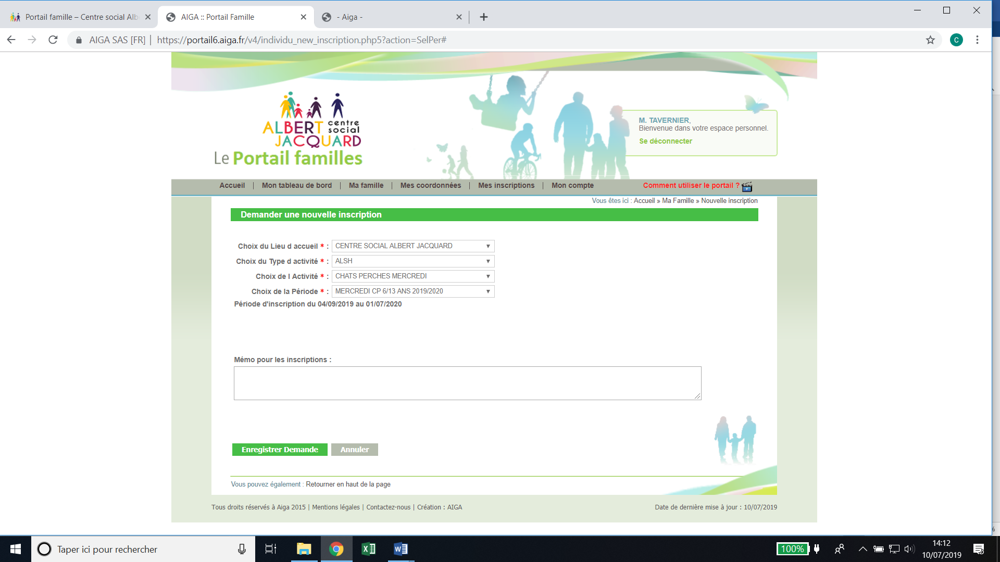 Portail famille – Centre social Alb
AIGA :: Portail Famille
- Aiga -
AIGA SAS [FR] | https://portail6.aiga.fr/v4/individu_new_inscription.php5?action=SelPer#
C
ALBERT centre social
JACQUARD
Le Portail familles
M. TAVERNIER,
Bienvenue dans votre espace personnel.
Se déconnecter
Accueil | Mon tableau de bord | Ma famille | Mes coordonnées | Mes inscriptions | Mon compte Comment utiliser le portail ?
Vous êtes ici : Accueil » Ma Famille » Nouvelle inscription
Demander une nouvelle inscription
Choix du Lieu d accueil * : CENTRE SOCIAL ALBERT JACQUARD
Choix du Type d activité * : ALSH
Choix de l Activité * : CHATS PERCHES MERCREDI
Choix de la Période * : MERCREDI CP 6/13 ANS 2019/2020
Période d'inscription du 04/09/2019 au 01/07/2020
Mémo pour les inscriptions :
Enregistrer Demande Annuler
Vous pouvez également : Retourner en haut de la page
Tous droits réservés à Aiga 2015 | Mentions légales | Contactez-nous | Création : AIGA Date de dernière mise à jour : 10/07/2019
Taper ici pour rechercher
100%
14:12
10/07/2019